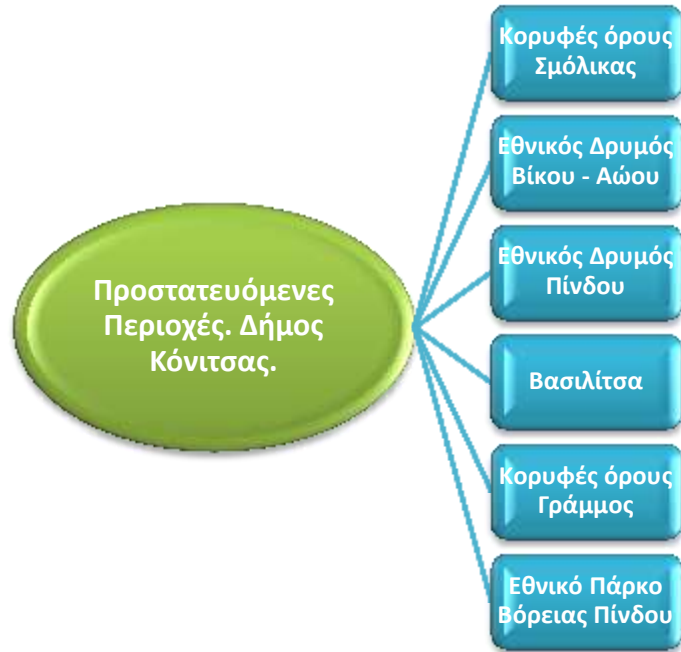 Προστατευόμενες
Περιοχές. Δήμος
Κόνιτσας.
Κορυφές όρους
Σμόλικας
Εθνικός Δρυμός
Βίκου - Αώου
Εθνικός Δρυμός
Πίνδου
Βασιλίτσα
Κορυφές όρους
Γράμμος
Εθνικό Πάρκο
Βόρειας Πίνδου